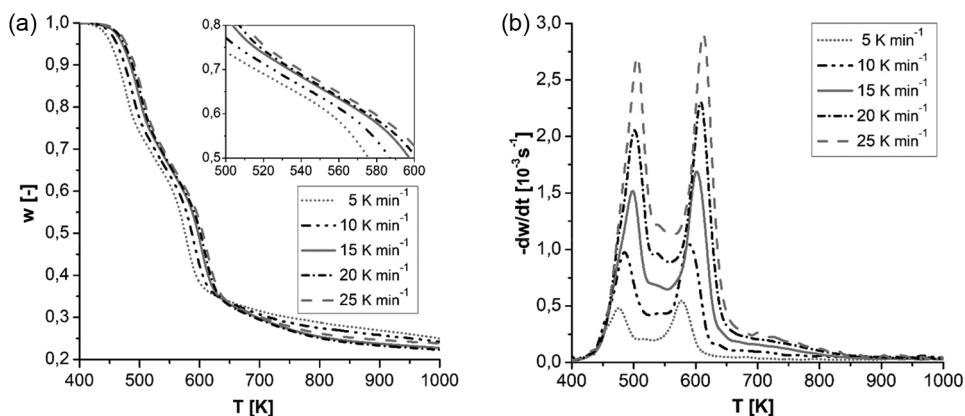 (a)
1,0
0,9
0,8
0,7
0,6
0,5
0,4
0,3
0,2
w [-]
400 500 600 700 800 900 1000
T [K]
0,8
0,7
0,6
0,5
500 520 540 560 580 600
5 K min⁻¹
10 K min⁻¹
15 K min⁻¹
20 K min⁻¹
25 K min⁻¹
(b)
3,0
2,5
2,0
1,5
1,0
0,5
0,0
-dw/dt [10⁻³s⁻¹]
400 500 600 700 800 900 1000
T [K]
5 K min⁻¹
10 K min⁻¹
15 K min⁻¹
20 K min⁻¹
25 K min⁻¹